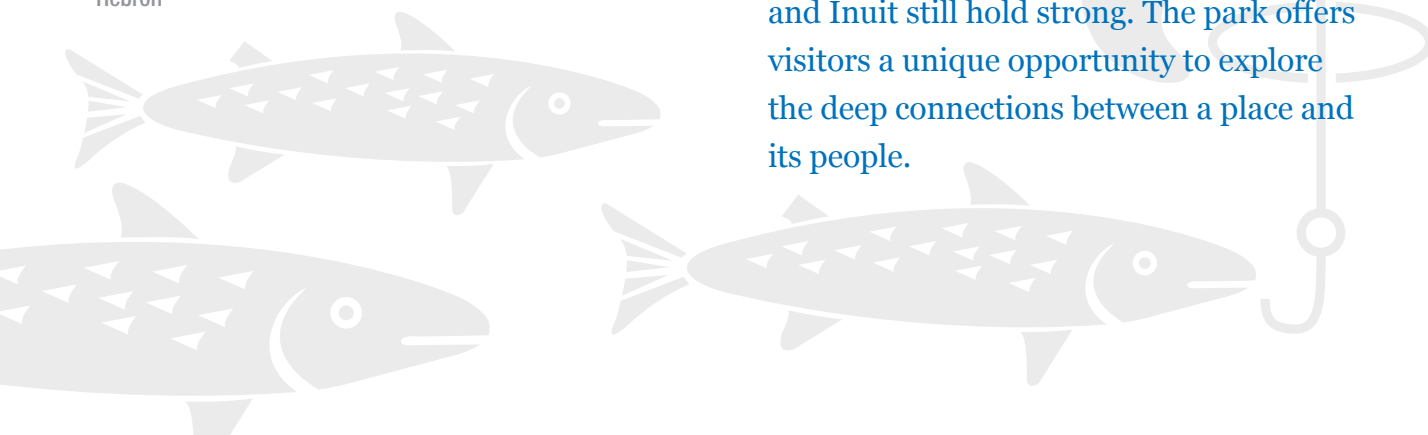 Hebron
and Inuit still hold strong. The park offers
visitors a unique opportunity to explore
the deep connections between a place and
its people.